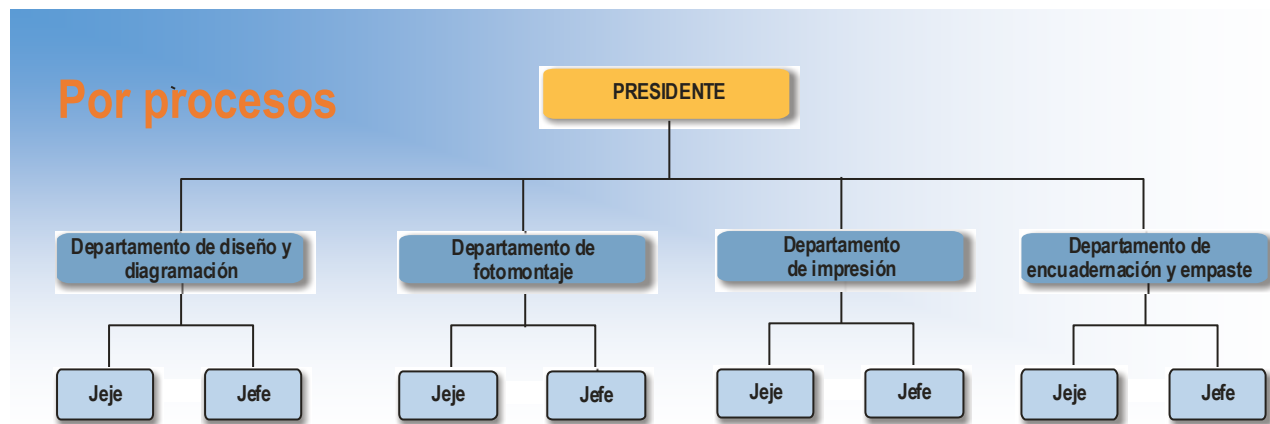 Por procesos
PRESIDENTE
Departamento de diseño y
diagramación
Departamento de
fotomontaje
Departamento
de impresión
Departamento de
encuadernación y empaste
Jeje
Jefe
Jeje
Jefe
Jeje
Jefe
Jeje
Jefe